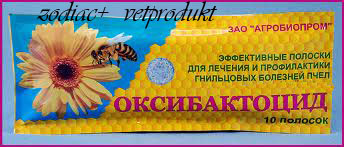 zodiac+ vetprodukt
ЗАО "АГРОБИОПРОМ"
ЭФФЕКТИВНЫЕ ПОЛОСКИ
ДЛЯ ЛЕЧЕНИЯ И ПРОФИЛАКТИКИ
ГНИЛЬЦОВЫХ БОЛЕЗНЕЙ ПЧЕЛ
ОКСИБАКТОЦИД
10 ПОЛОСОК